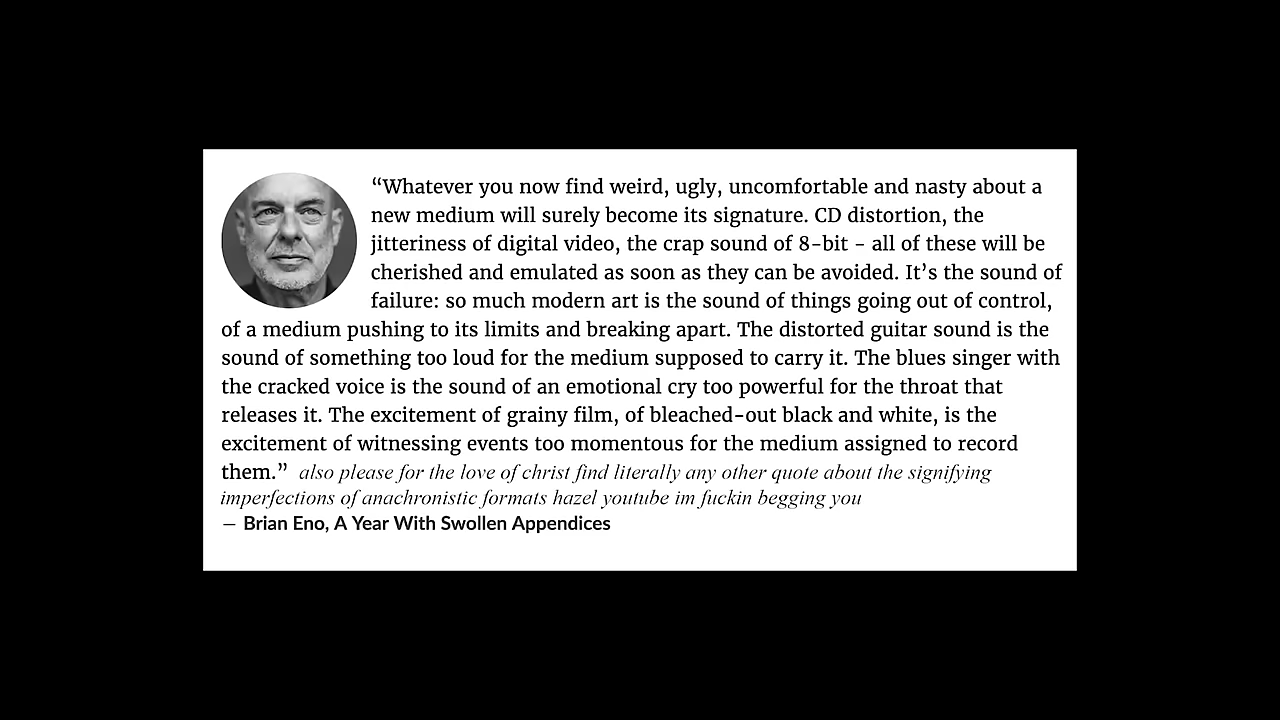 “Whatever you now find weird, ugly, uncomfortable and nasty about a
new medium will surely become its signature. CD distortion, the
jitteriness of digital video, the crap sound of 8-bit - all of these will be
cherished and emulated as soon as they can be avoided. It’s the sound of
failure: so much modern art is the sound of things going out of control,
of a medium pushing to its limits and breaking apart. The distorted guitar sound is the
sound of something too loud for the medium supposed to carry it. The blues singer with
the cracked voice is the sound of an emotional cry too powerful for the throat that
releases it. The excitement of grainy film, of bleached-out black and white, is the
excitement of witnessing events too momentous for the medium assigned to record
them.” also please for the love of christ find literally any other quote about the signifying
imperfections of anachronistic formats hazel youtube im fuckin begging you
— Brian Eno, A Year With Swollen Appendices